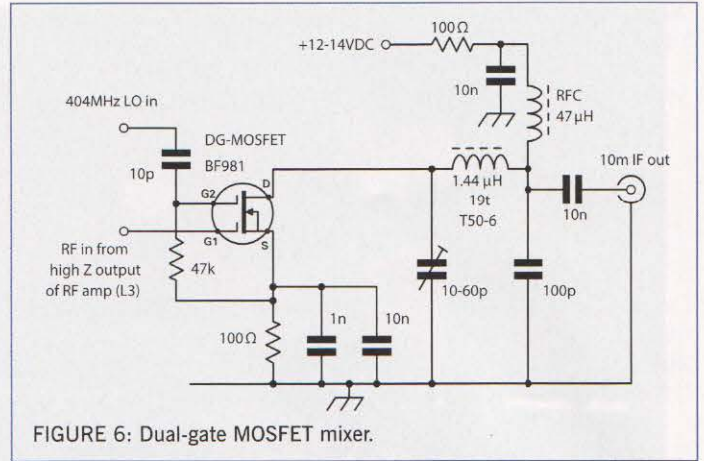 100Ω
+12-14VDC
10n
RFC
47µH
404MHz LO in
DG-MOSFET
BF981
10p
G2
D
G1
S
1.44 µH
19t
T50-6
10m IF out
10n
RF in from
high Z output
of RF amp (L3)
47k
10-60p
100p
100Ω
1n
10n
FIGURE 6: Dual-gate MOSFET mixer.